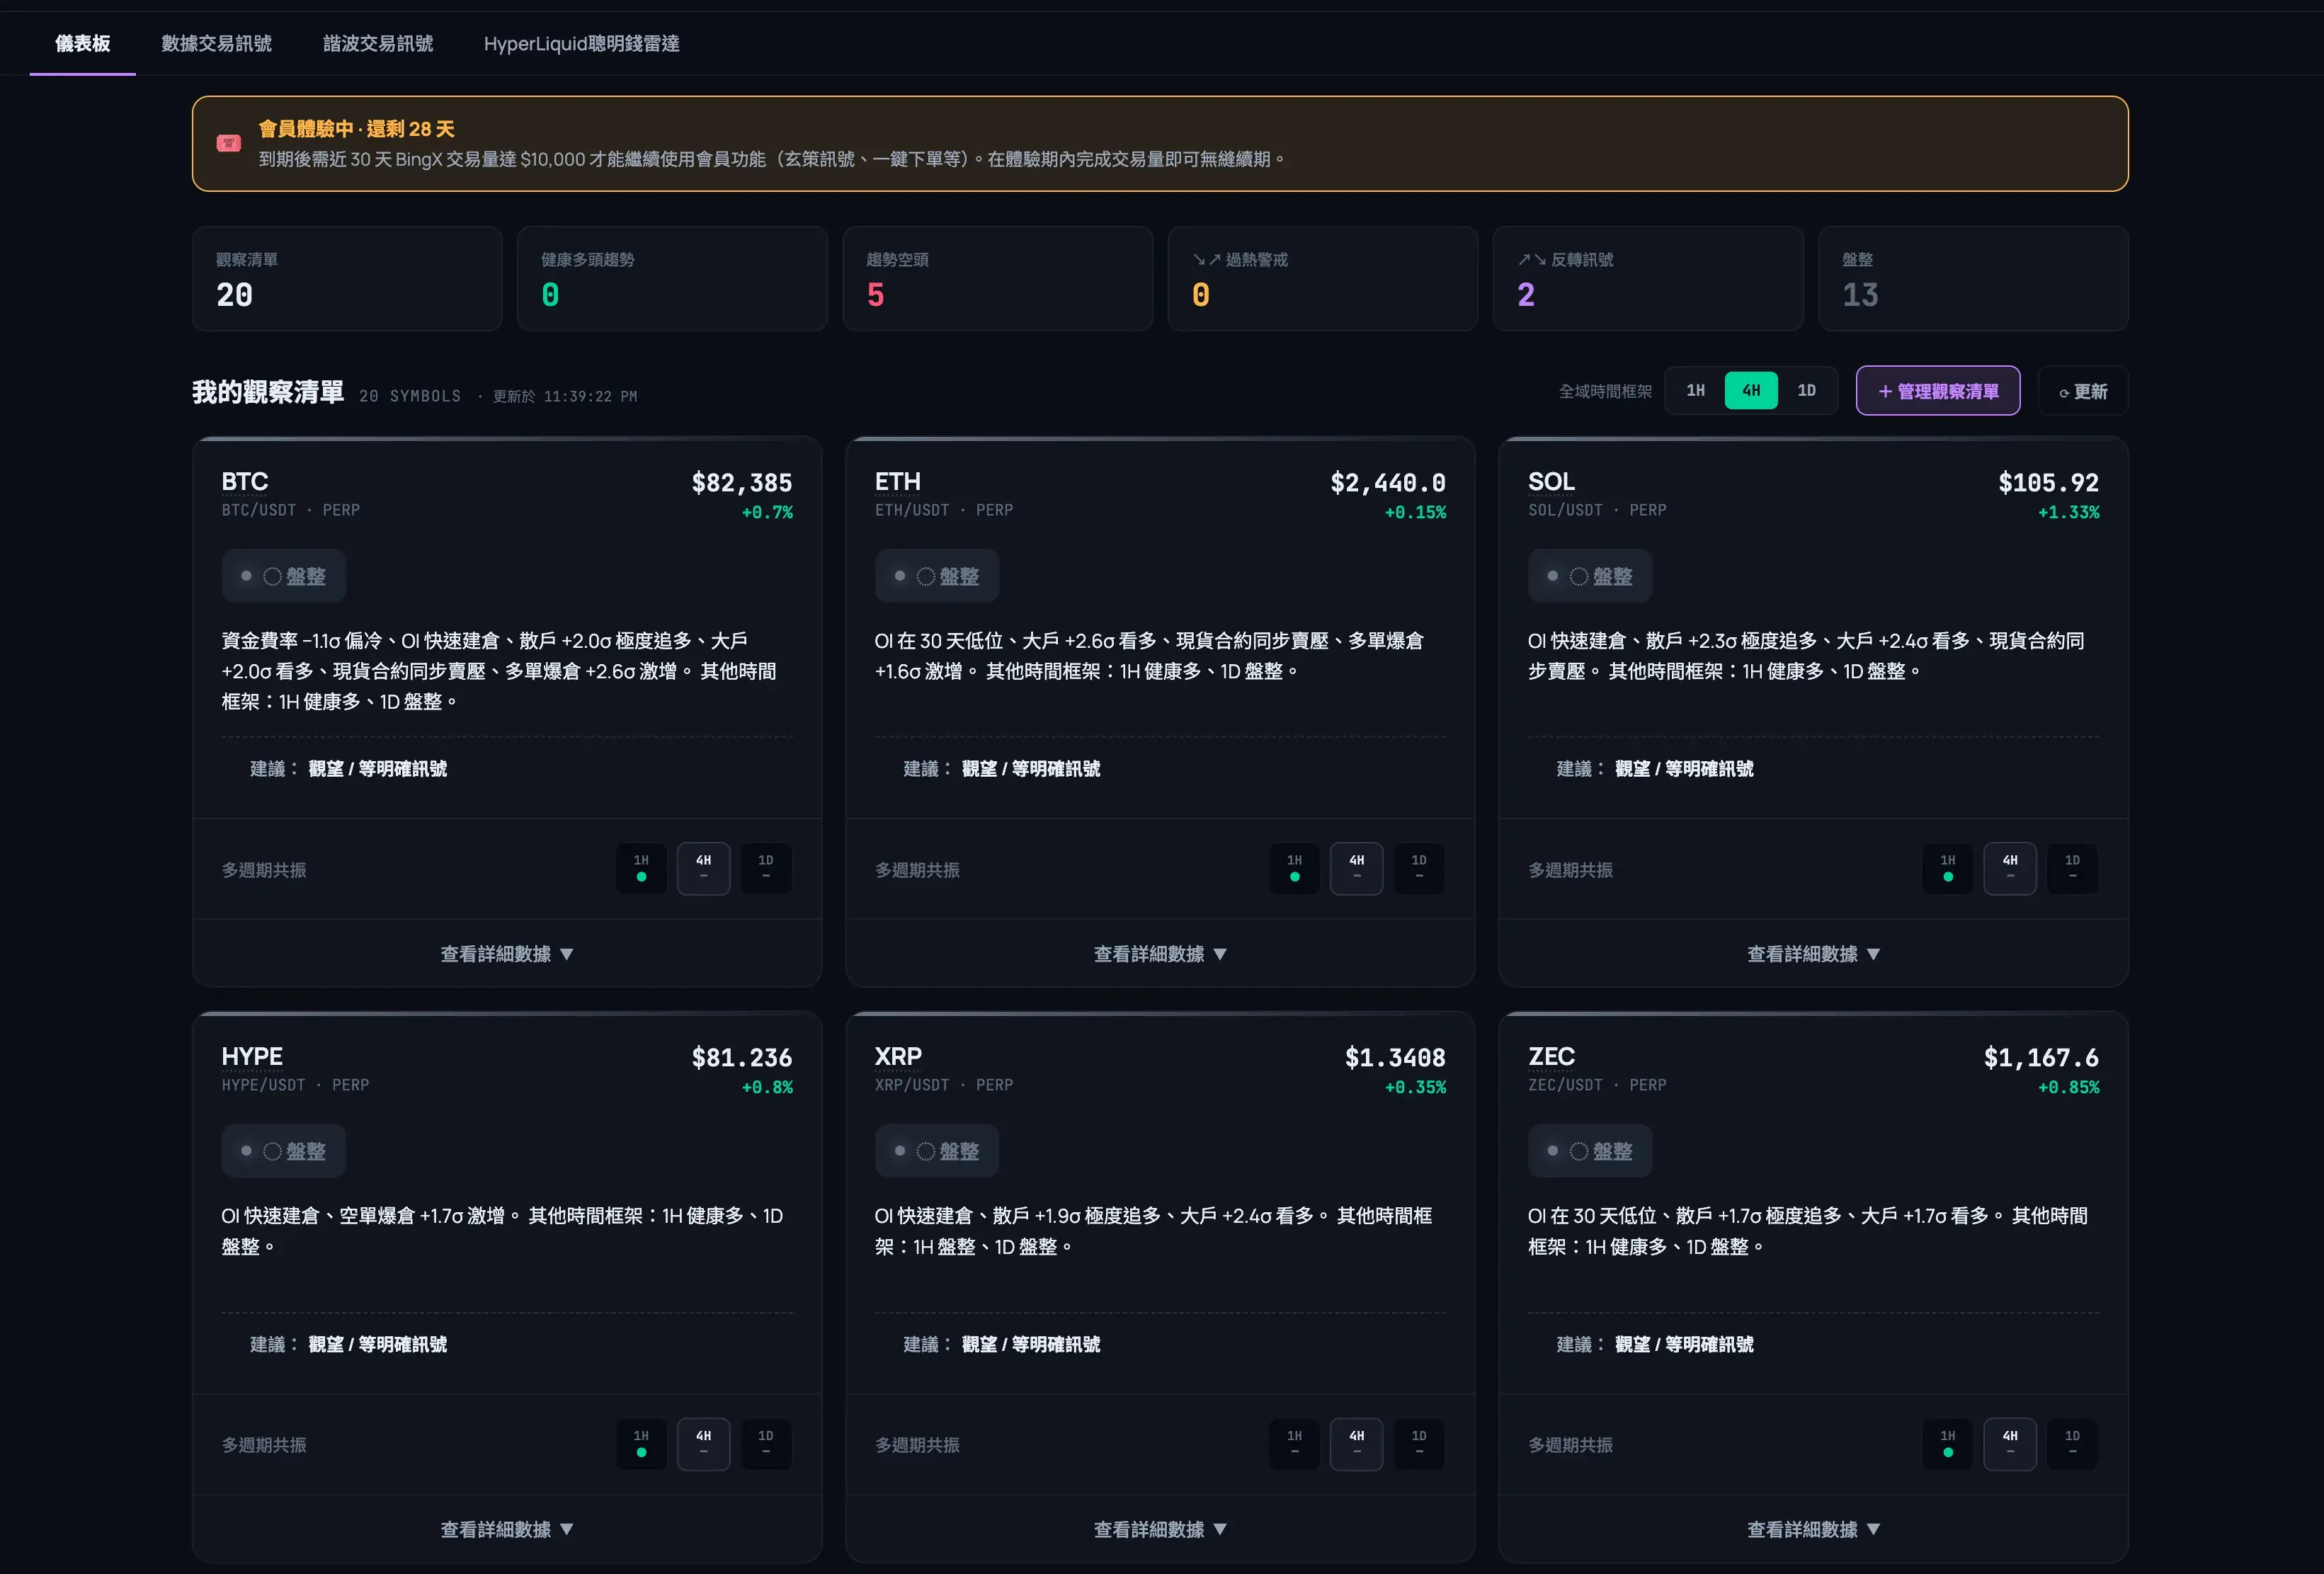 儀表板 數據交易訊號 諧波交易訊號 HyperLiquid聰明錢雷達
會員體驗中 · 還剩 28 天
到期後需近 30 天 BingX 交易量達 $10,000 才能繼續使用會員功能（玄策訊號、一鍵下單等）。在體驗期內完成交易量即可無縫續期。
觀察清單 健康多頭趨勢 趨勢空頭 ↘↗ 過熱警戒 ↗↘ 反轉訊號 盤整
20 0 5 0 2 13
我的觀察清單 20 SYMBOLS · 更新於 11:39:22 PM 全域時間框架 1H 4H 1D ＋ 管理觀察清單 ⟳ 更新
BTC $82,385
BTC/USDT · PERP +0.7%
盤整
資金費率 −1.1σ 偏冷、OI 快速建倉、散戶 +2.0σ 極度追多、大戶
+2.0σ 看多、現貨合約同步賣壓、多單爆倉 +2.6σ 激增。 其他時間
框架：1H 健康多、1D 盤整。
建議： 觀望 / 等明確訊號
多週期共振 1H ● 4H – 1D –
查看詳細數據 ▼
ETH $2,440.0
ETH/USDT · PERP +0.15%
盤整
OI 在 30 天低位、大戶 +2.6σ 看多、現貨合約同步賣壓、多單爆倉
+1.6σ 激增。 其他時間框架：1H 健康多、1D 盤整。
建議： 觀望 / 等明確訊號
多週期共振 1H ● 4H – 1D –
查看詳細數據 ▼
SOL $105.92
SOL/USDT · PERP +1.33%
盤整
OI 快速建倉、散戶 +2.3σ 極度追多、大戶 +2.4σ 看多、現貨合約同
步賣壓。 其他時間框架：1H 健康多、1D 盤整。
建議： 觀望 / 等明確訊號
多週期共振 1H ● 4H – 1D –
查看詳細數據 ▼
HYPE $81.236
HYPE/USDT · PERP +0.8%
盤整
OI 快速建倉、空單爆倉 +1.7σ 激增。 其他時間框架：1H 健康多、1D
盤整。
建議： 觀望 / 等明確訊號
多週期共振 1H ● 4H – 1D –
查看詳細數據 ▼
XRP $1.3408
XRP/USDT · PERP +0.35%
盤整
OI 快速建倉、散戶 +1.9σ 極度追多、大戶 +2.4σ 看多。 其他時間框
架：1H 盤整、1D 盤整。
建議： 觀望 / 等明確訊號
多週期共振 1H – 4H – 1D –
查看詳細數據 ▼
ZEC $1,167.6
ZEC/USDT · PERP +0.85%
盤整
OI 在 30 天低位、散戶 +1.7σ 極度追多、大戶 +1.7σ 看多。 其他時間
框架：1H 健康多、1D 盤整。
建議： 觀望 / 等明確訊號
多週期共振 1H ● 4H – 1D –
查看詳細數據 ▼